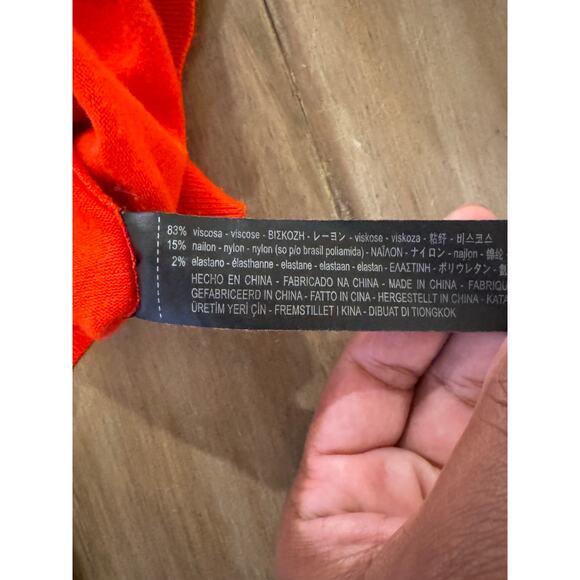 83% viscosa - viscose - ΒΙΣΚΟΖΗ - レーヨン - viskose - viskoza - 粘纤 - 비스코스
15% nailon - nylon - nylon (so p/o brasil poliamida) - ΝΑΪΛΟΝ - ナイロン - najlon - 锦纶
2% elastano - élasthanne - elastane - elastaan - elastan - ΕΛΑΣΤΙΝΗ - ポリウレタン -
HECHO EN CHINA - FABRICADO NA CHINA - MADE IN CHINA - FABRIQU
GEFABRICEERD IN CHINA - FATTO IN CINA - HERGESTELLT IN CHINA - KATA
ÜRETİM YERİ ÇİN - FREMSTILLET I KINA - DIBUAT DI TIONGKOK